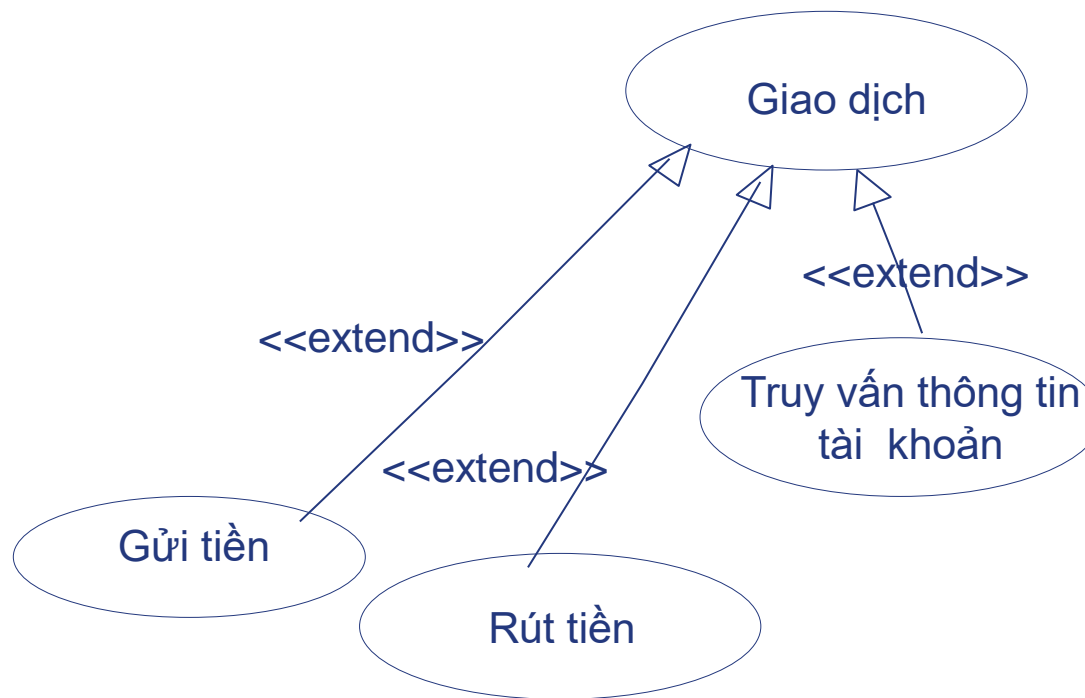 Giao dịch
<<extend>>
<<extend>>
Truy vấn thông tin
tài khoản
<<extend>>
Gửi tiền
Rút tiền